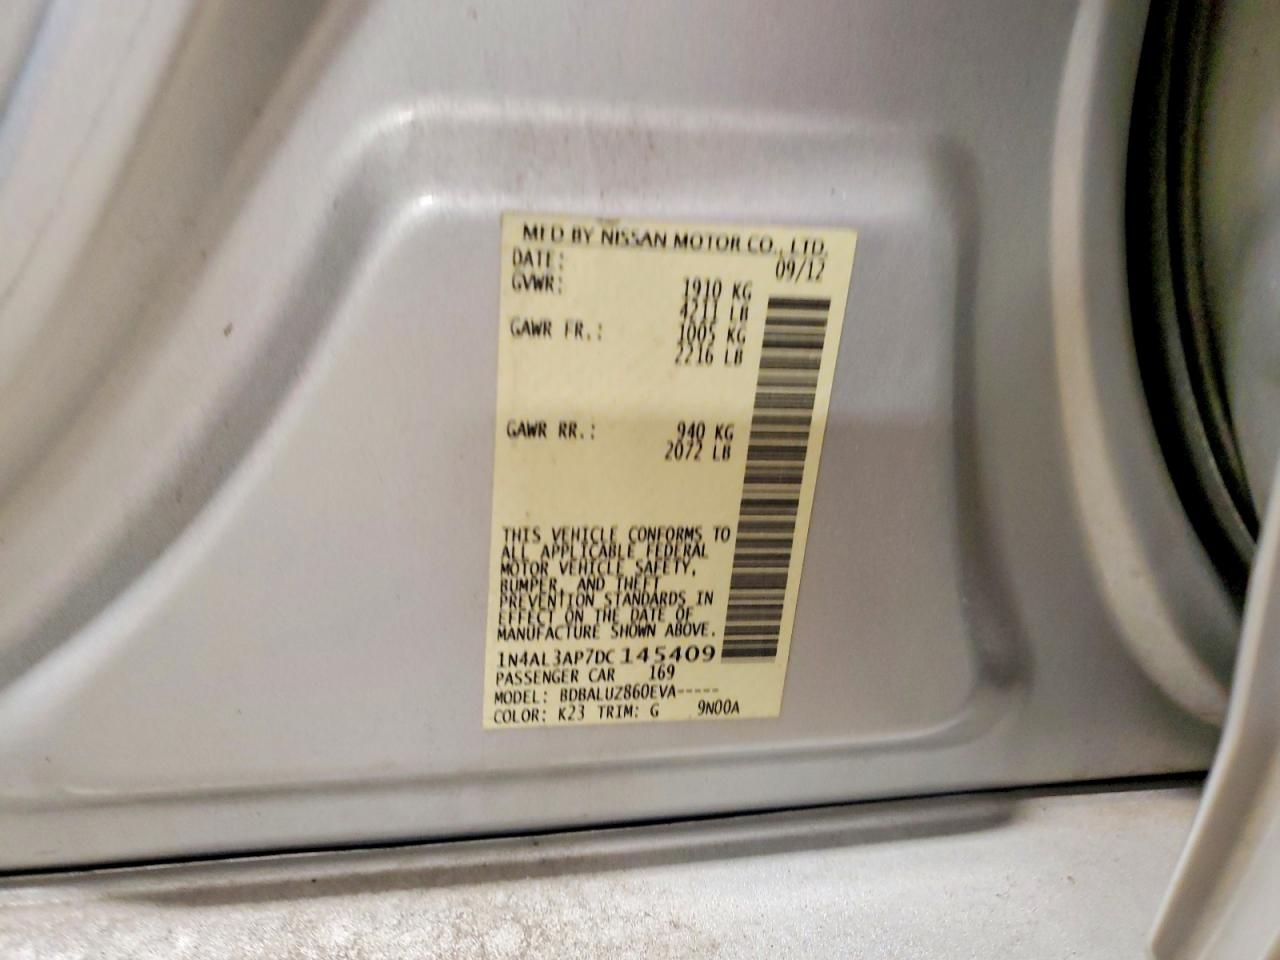 MFD BY NISSAN MOTOR CO., LTD.
DATE: 09/12
GVWR: 1910 KG
4211 LB
GAWR FR.: 1005 KG
2216 LB
GAWR RR.: 940 KG
2072 LB
THIS VEHICLE CONFORMS TO
ALL APPLICABLE FEDERAL
MOTOR VEHICLE SAFETY,
BUMPER, AND THEFT
PREVENTION STANDARDS IN
EFFECT ON THE DATE OF
MANUFACTURE SHOWN ABOVE.
1N4AL3AP7DC145409
PASSENGER CAR 169
MODEL: BDBALUZ860EVA-----
COLOR: K23 TRIM: G 9N00A